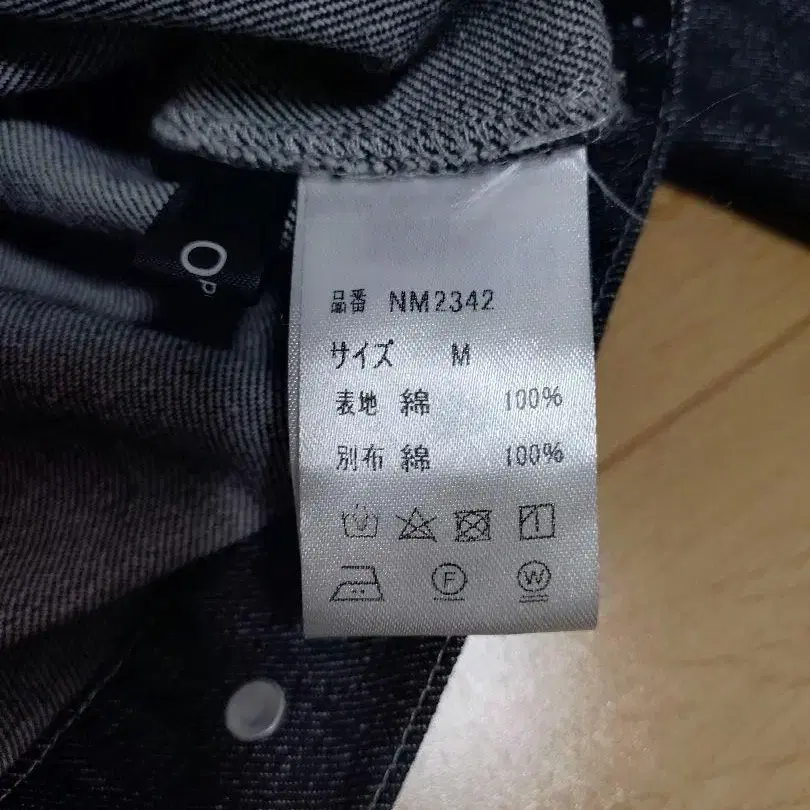 品番 NM2342
サイズ M
表地 綿 100%
別布 綿 100%
F W